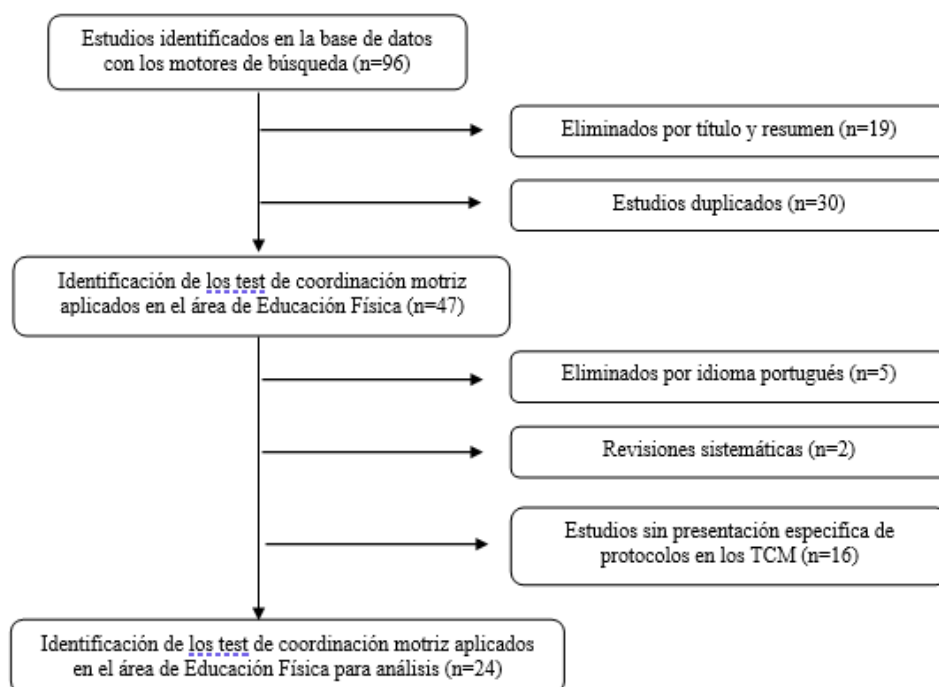 Estudios identificados en la base de datos
con los motores de búsqueda (n=96)
Eliminados por título y resumen (n=19)
Estudios duplicados (n=30)
Identificación de los test de coordinación motriz
aplicados en el área de Educación Física (n=47)
Eliminados por idioma portugués (n=5)
Revisiones sistemáticas (n=2)
Estudios sin presentación especifica de
protocolos en los TCM (n=16)
Identificación de los test de coordinación motriz aplicados
en el área de Educación Física para análisis (n=24)